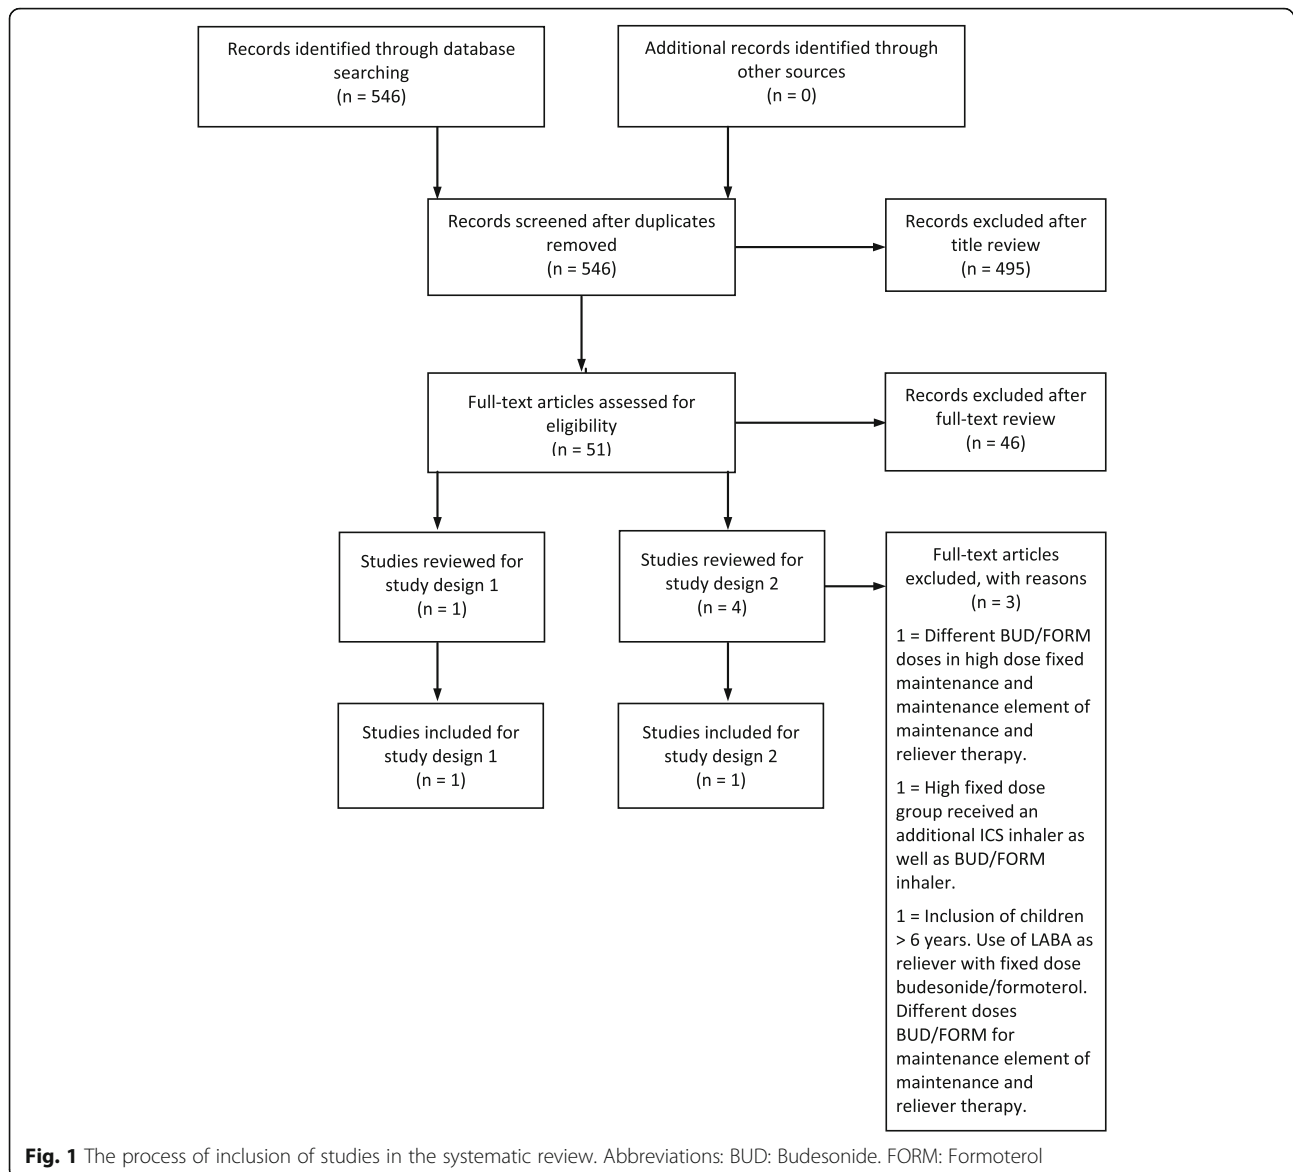 Records identified through database
searching
(n = 546)
Additional records identified through
other sources
(n = 0)
Records screened after duplicates
removed
(n = 546)
Records excluded after
title review
(n = 495)
Full-text articles assessed for
eligibility
(n = 51)
Records excluded after
full-text review
(n = 46)
Studies reviewed for
study design 1
(n = 1)
Studies reviewed for
study design 2
(n = 4)
Full-text articles
excluded, with reasons
(n = 3)
1 = Different BUD/FORM
doses in high dose fixed
maintenance and
maintenance element of
maintenance and
reliever therapy.
1 = High fixed dose
group received an
additional ICS inhaler as
well as BUD/FORM
inhaler.
1 = Inclusion of children
> 6 years. Use of LABA as
reliever with fixed dose
budesonide/formoterol.
Different doses
BUD/FORM for
maintenance element of
maintenance and
reliever therapy.
Studies included for
study design 1
(n = 1)
Studies included for
study design 2
(n = 1)
Fig. 1 The process of inclusion of studies in the systematic review. Abbreviations: BUD: Budesonide. FORM: Formoterol